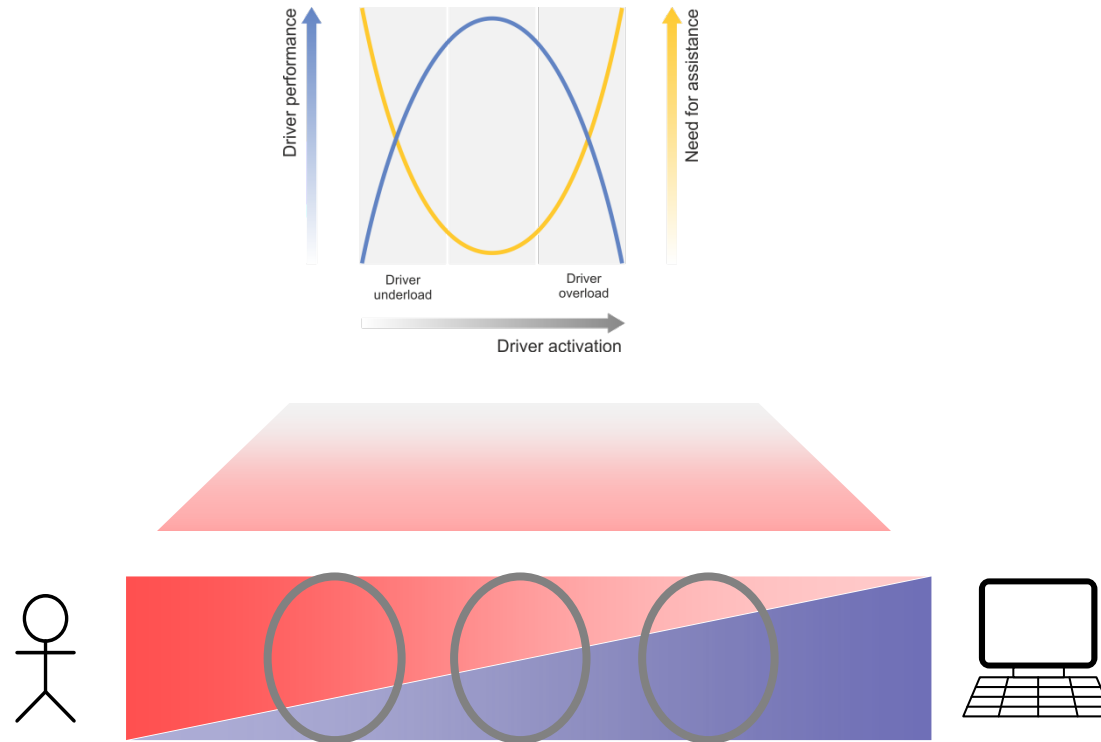 Driver performance
Need for assistance
Driver
underload
Driver
overload
Driver activation